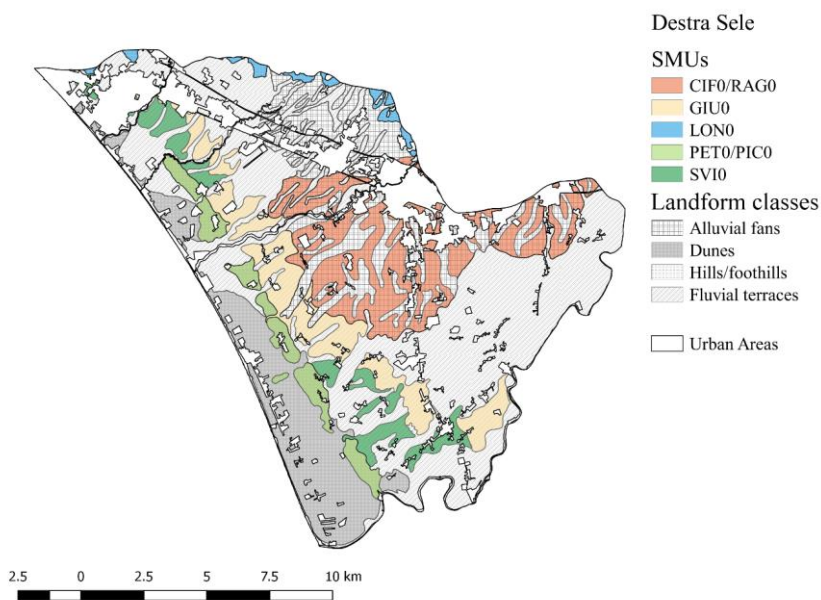 Destra Sele
SMUs
CIF0/RAG0
GIU0
LON0
PET0/PIC0
SVI0
Landform classes
Alluvial fans
Dunes
Hills/foothills
Fluvial terraces
Urban Areas
2.5 0 2.5 5 7.5 10 km